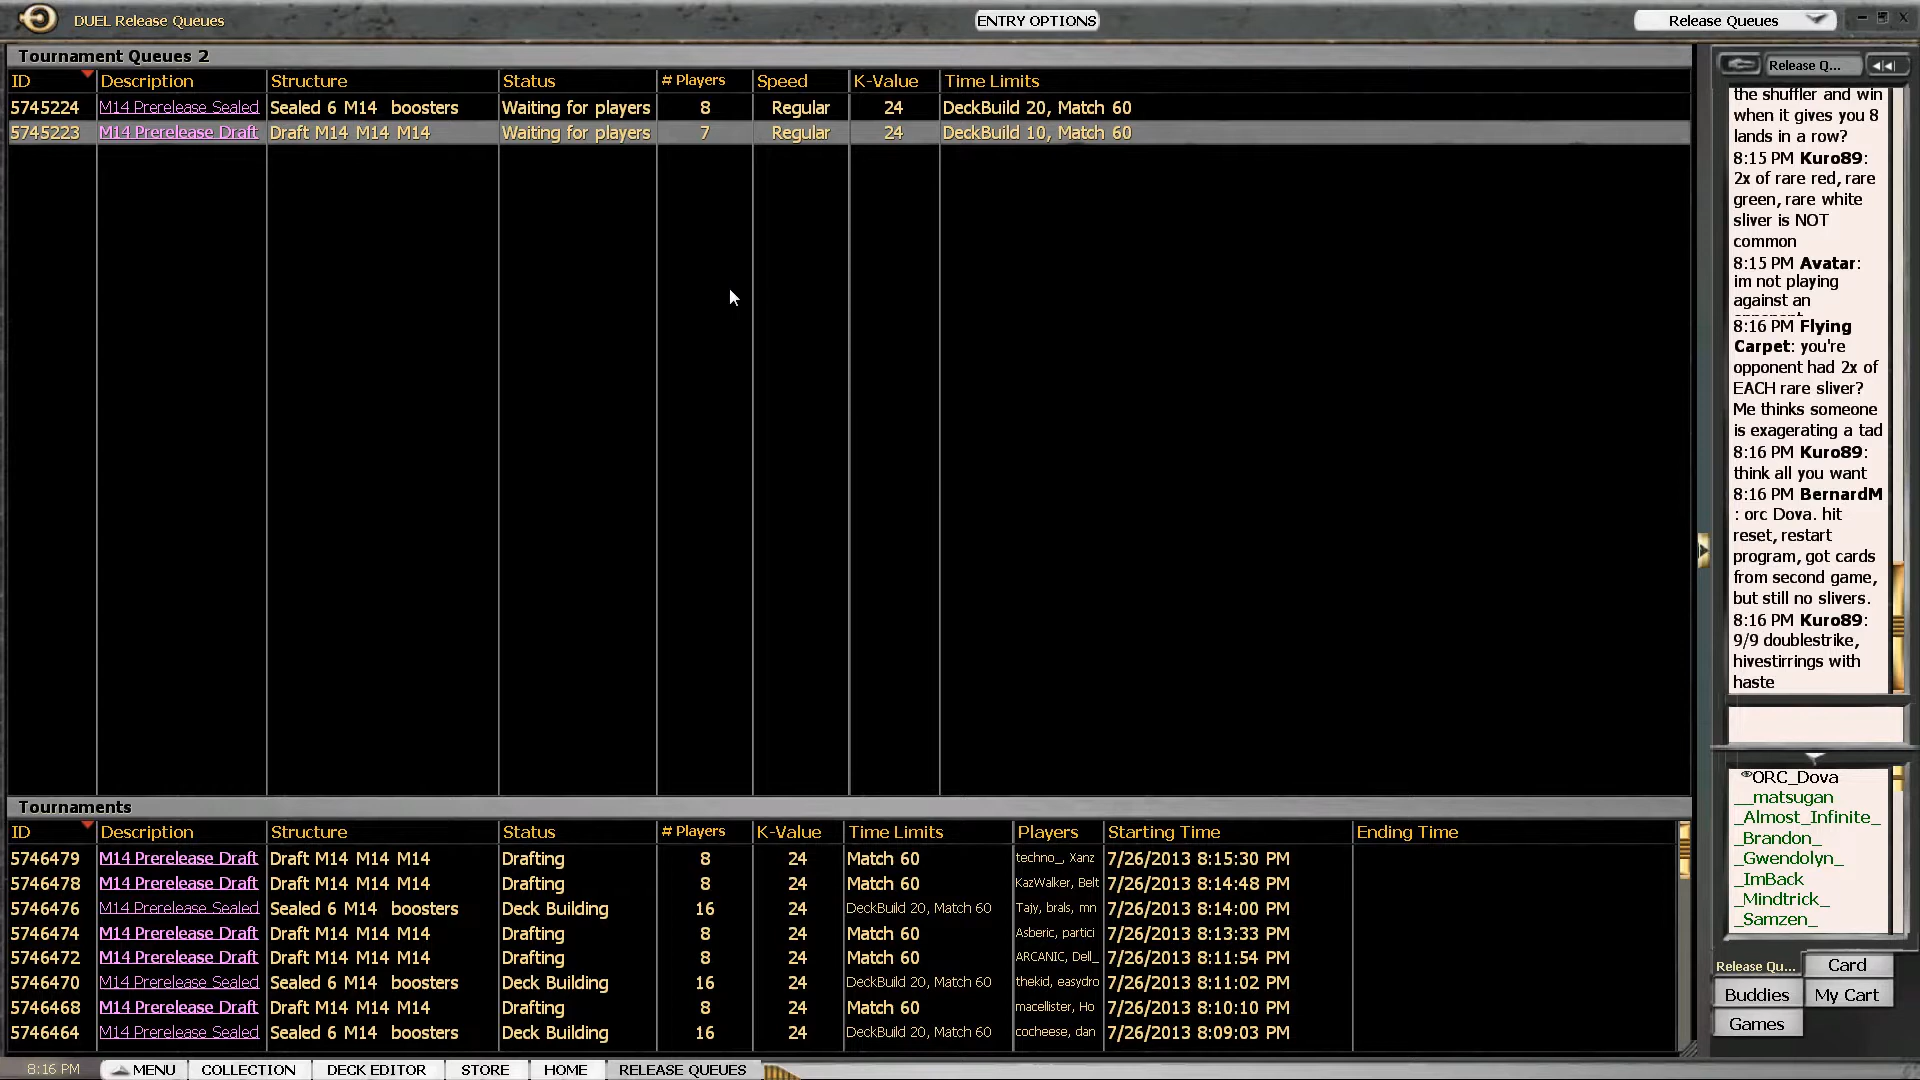 DUEL Release Queues
ENTRY OPTIONS
Release Queues
Tournament Queues 2
ID Description Structure Status # Players Speed K-Value Time Limits
5745224 M14 Prerelease Sealed Sealed 6 M14 boosters Waiting for players 8 Regular 24 DeckBuild 20, Match 60
5745223 M14 Prerelease Draft Draft M14 M14 M14 Waiting for players 7 Regular 24 DeckBuild 10, Match 60
Tournaments
ID Description Structure Status # Players K-Value Time Limits Players Starting Time Ending Time
5746479 M14 Prerelease Draft Draft M14 M14 M14 Drafting 8 24 Match 60 techno_, Xanz 7/26/2013 8:15:30 PM
5746478 M14 Prerelease Draft Draft M14 M14 M14 Drafting 8 24 Match 60 KazWalker, Belt 7/26/2013 8:14:48 PM
5746476 M14 Prerelease Sealed Sealed 6 M14 boosters Deck Building 16 24 DeckBuild 20, Match 60 Tajy, brals, mn 7/26/2013 8:14:00 PM
5746474 M14 Prerelease Draft Draft M14 M14 M14 Drafting 8 24 Match 60 Asberic, partici 7/26/2013 8:13:33 PM
5746472 M14 Prerelease Draft Draft M14 M14 M14 Drafting 8 24 Match 60 ARCANIC, Dell_ 7/26/2013 8:11:54 PM
5746470 M14 Prerelease Sealed Sealed 6 M14 boosters Deck Building 16 24 DeckBuild 20, Match 60 thekid, easydro 7/26/2013 8:11:02 PM
5746468 M14 Prerelease Draft Draft M14 M14 M14 Drafting 8 24 Match 60 macellister, Ho 7/26/2013 8:10:10 PM
5746464 M14 Prerelease Sealed Sealed 6 M14 boosters Deck Building 16 24 DeckBuild 20, Match 60 cocheese, dan 7/26/2013 8:09:03 PM
Release Q...
the shuffler and win
when it gives you 8
lands in a row?
8:15 PM Kuro89:
2x of rare red, rare
green, rare white
sliver is NOT
common
8:15 PM Avatar:
im not playing
against an
8:16 PM Flying
Carpet: you're
opponent had 2x of
EACH rare sliver?
Me thinks someone
is exagerating a tad
8:16 PM Kuro89:
think all you want
8:16 PM BernardM
: orc Dova. hit
reset, restart
program, got cards
from second game,
but still no slivers.
8:16 PM Kuro89:
9/9 doublestrike,
hivestirrings with
haste
ORC_Dova
__matsugan
_Almost_Infinite_
_Brandon_
_Gwendolyn_
_ImBack
_Mindtrick_
_Samzen_
Release Qu... Card
Buddies My Cart
Games
8:16 PM MENU COLLECTION DECK EDITOR STORE HOME RELEASE QUEUES